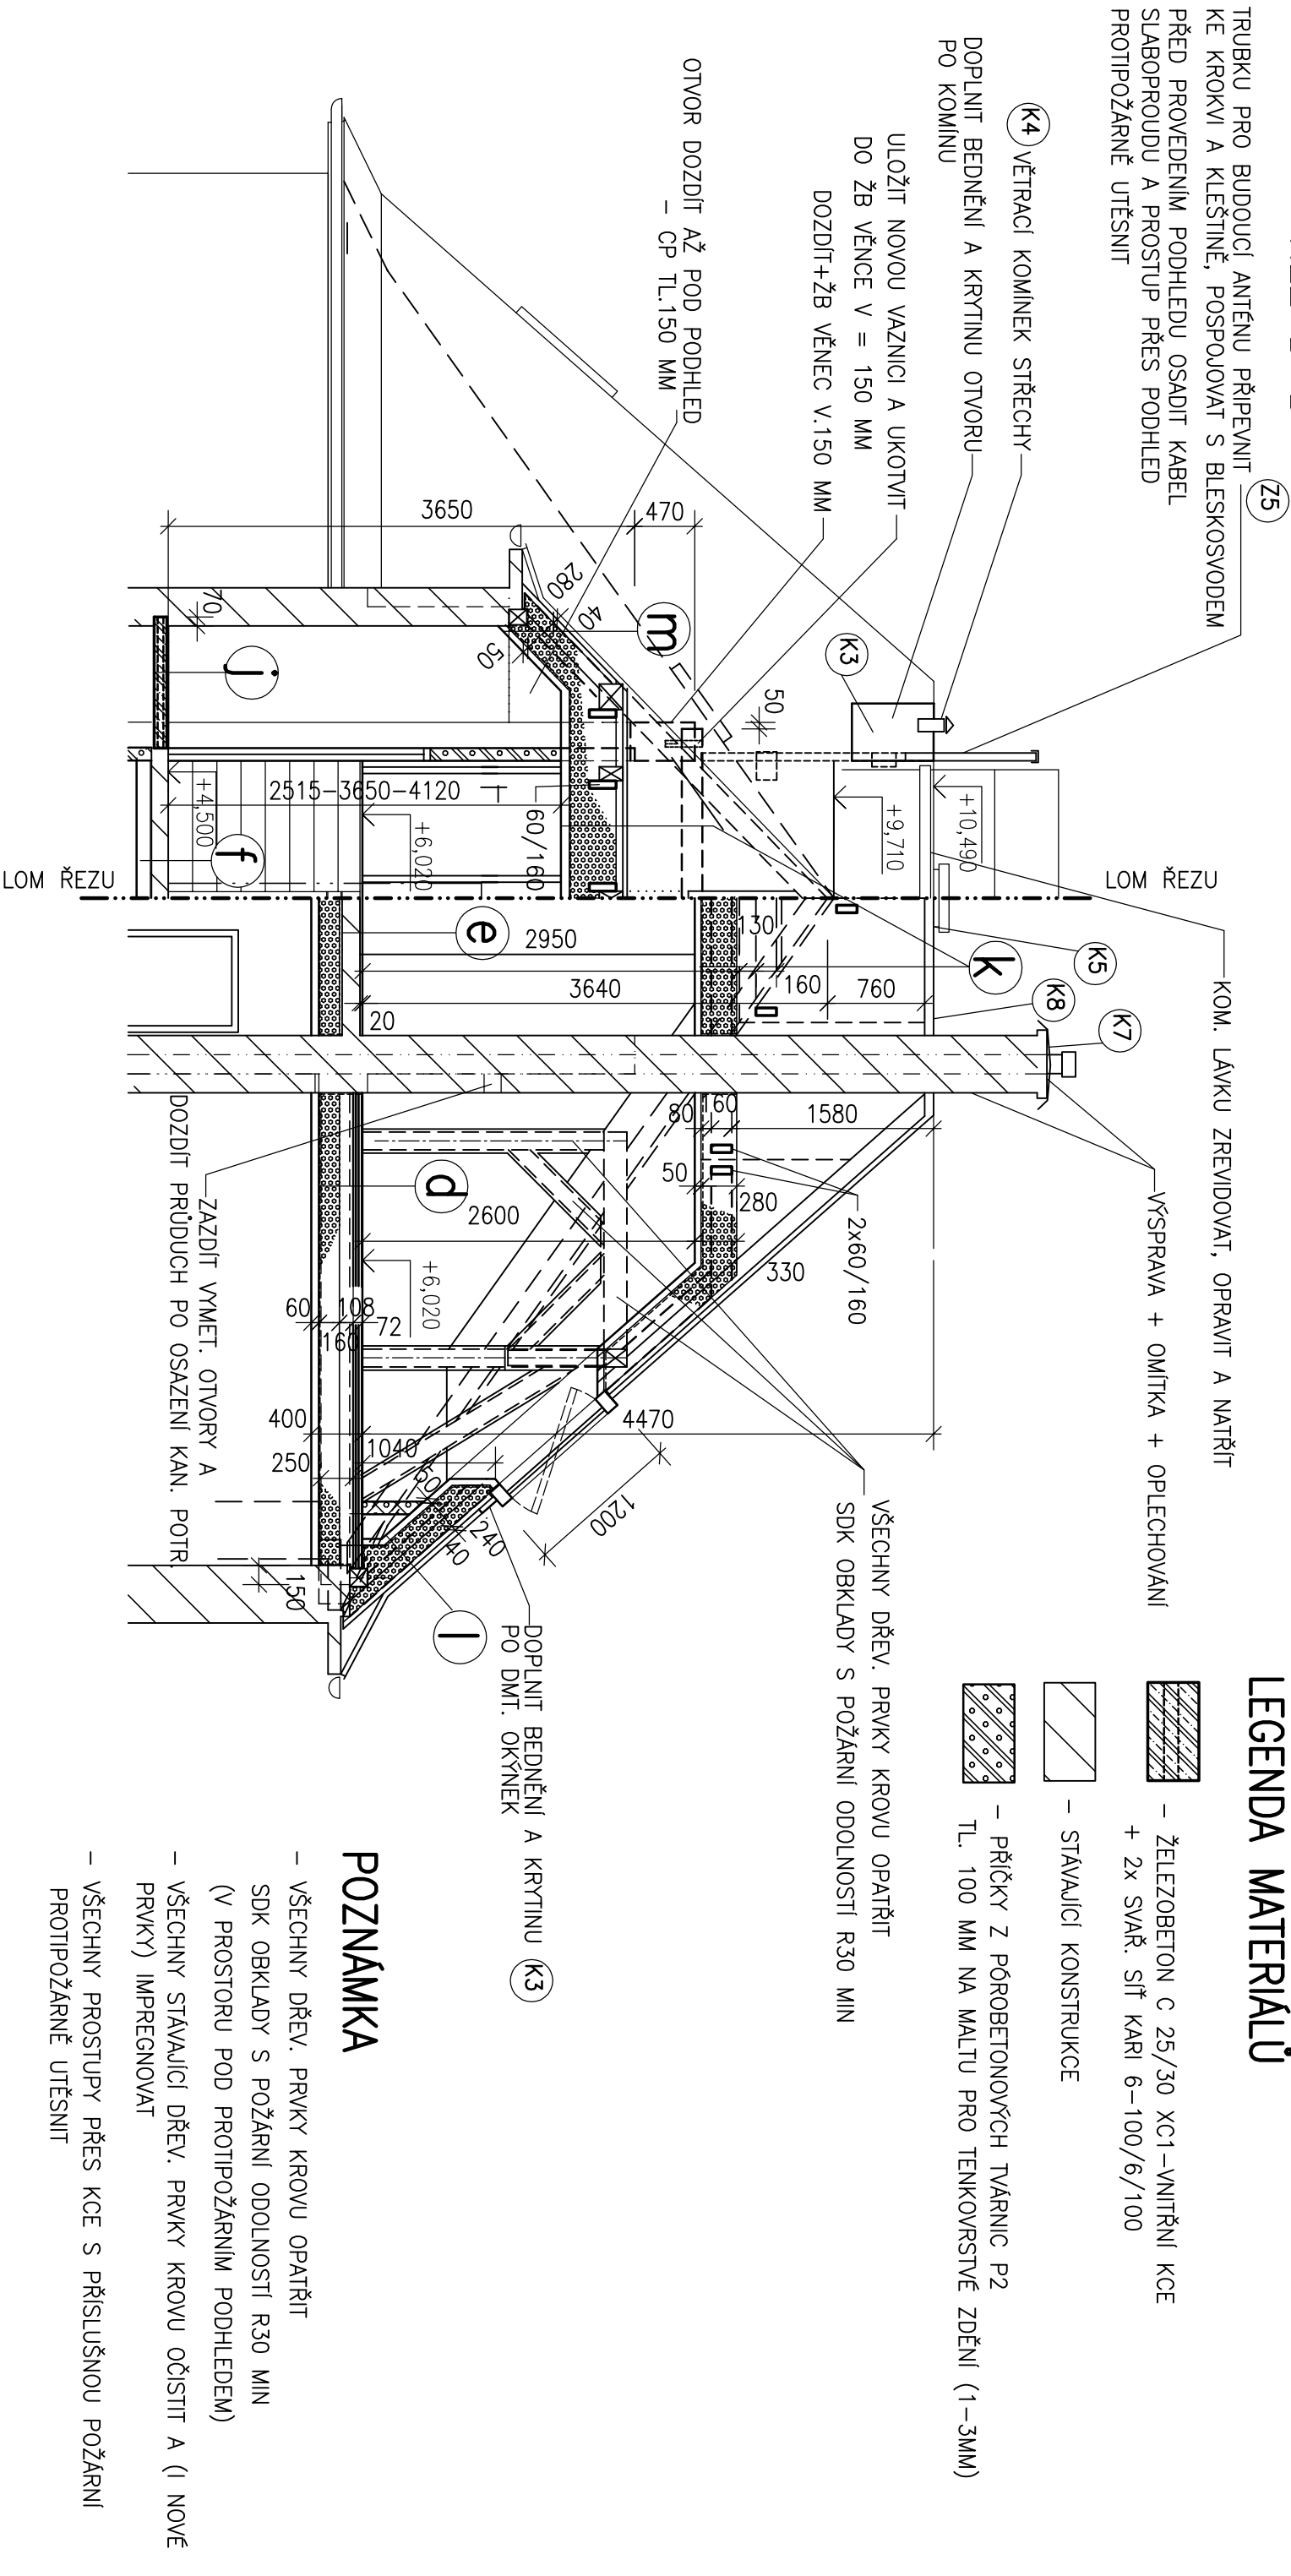 TRUBKU PRO BUDOUCÍ ANTÉNU PŘIPEVNIT
KE KROKVI A KLEŠTINĚ, POSPOJOVAT S BLESKOSVODEM
PŘED PROVEDENÍM PODHLEDU OSADIT KABEL
SLABOPROUDU A PROSTUP PŘES PODHLED
PROTIPOŽÁRNĚ UTĚSNIT
Z5
K4 VĚTRACÍ KOMÍNEK STŘECHY
DOPLNIT BEDNĚNÍ A KRYTINU OTVORU
PO KOMÍNU
ULOŽIT NOVOU VAZNICI A UKOTVIT
DO ŽB VĚNCE V = 150 MM
DOZDÍT+ŽB VĚNEC V.150 MM
OTVOR DOZDÍT AŽ POD PODHLED
- CP TL.150 MM
K3
LOM ŘEZU
LOM ŘEZU
K5
K8
K7
KOM. LÁVKU ZREVIDOVAT, OPRAVIT A NATŘÍT
VÝSPRAVA + OMÍTKA + OPLECHOVÁNÍ
3650
470
280
40
50
70
50
m
j
f
e
k
d
l
+4,500
2515-3650-4120
+6,020
60/160
+9,710
+10,490
2950
3640
130
160
760
20
80
160
1580
50
280
2600
330
2x60/160
+6,020
60
108
160
72
400
250
1040
4470
1200
50
240
40
150
VŠECHNY DŘEV. PRVKY KROVU OPATŘIT
SDK OBKLADY S POŽÁRNÍ ODOLNOSTÍ R30 MIN
ZAZDÍT VYMET. OTVORY A
DOZDÍT PRŮDUCH PO OSAZENÍ KAN. POTR.
DOPLNIT BEDNĚNÍ A KRYTINU K3
PO DMT. OKÝNEK
LEGENDA MATERIÁLŮ
- ŽELEZOBETON C 25/30 XC1-VNITŘNÍ KCE
+ 2x SVAŘ. SÍŤ KARI 6-100/6/100
- STÁVAJÍCÍ KONSTRUKCE
- PŘÍČKY Z PÓROBETONOVÝCH TVÁRNIC P2
TL. 100 MM NA MALTU PRO TENKOVRSTVÉ ZDĚNÍ (1-3MM)
POZNÁMKA
- VŠECHNY DŘEV. PRVKY KROVU OPATŘIT
SDK OBKLADY S POŽÁRNÍ ODOLNOSTÍ R30 MIN
(V PROSTORU POD PROTIPOŽÁRNÍM PODHLEDEM)
- VŠECHNY STÁVAJÍCÍ DŘEV. PRVKY KROVU OČISTIT A (I NOVÉ
PRVKY) IMPREGNOVAT
- VŠECHNY PROSTUPY PŘES KCE S PŘÍSLUŠNOU POŽÁRNÍ
PROTIPOŽÁRNĚ UTĚSNIT